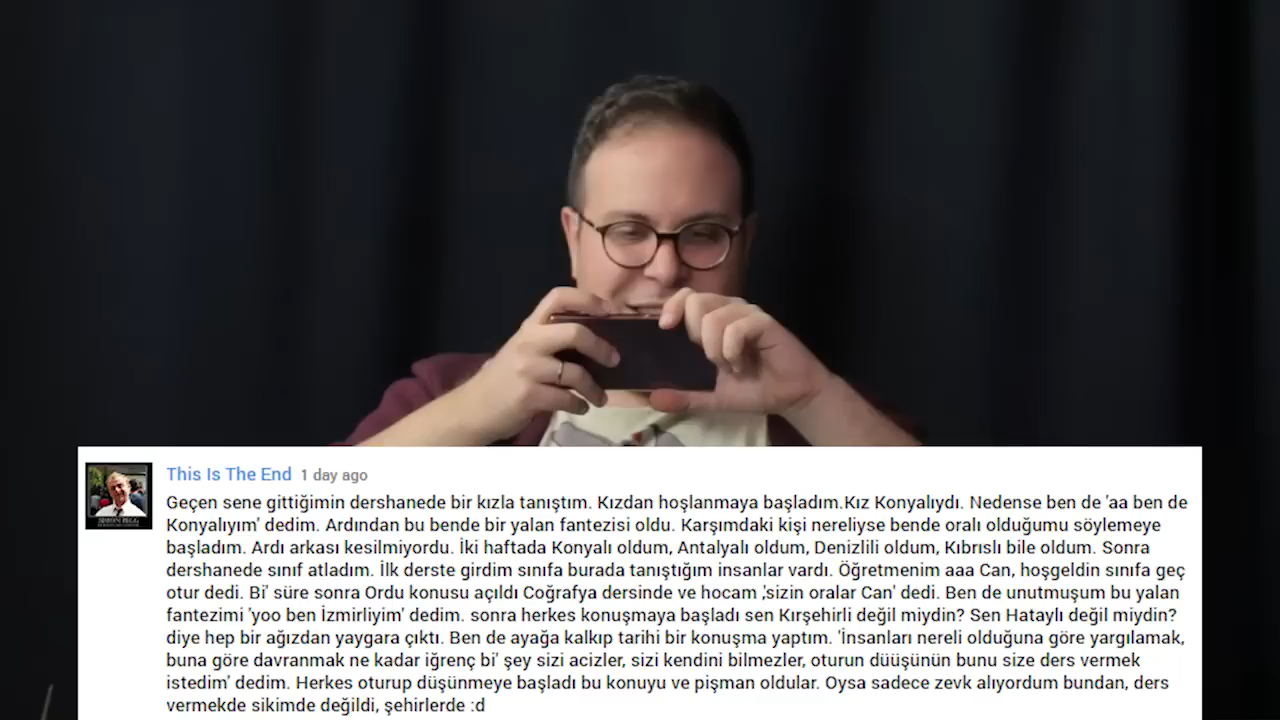 This Is The End 1 day ago
Geçen sene gittiğimin dershanede bir kızla tanıştım. Kızdan hoşlanmaya başladım.Kız Konyalıydı. Nedense ben de 'aa ben de
Konyalıyım' dedim. Ardından bu bende bir yalan fantezisi oldu. Karşımdaki kişi nereliyse bende oralı olduğumu söylemeye
başladım. Ardı arkası kesilmiyordu. İki haftada Konyalı oldum, Antalyalı oldum, Denizlili oldum, Kıbrıslı bile oldum. Sonra
dershanede sınıf atladım. İlk derste girdim sınıfa burada tanıştığım insanlar vardı. Öğretmenim aaa Can, hoşgeldin sınıfa geç
otur dedi. Bi' süre sonra Ordu konusu açıldı Coğrafya dersinde ve hocam ,'sizin oralar Can' dedi. Ben de unutmuşum bu yalan
fantezimi 'yoo ben İzmirliyim' dedim. sonra herkes konuşmaya başladı sen Kırşehirli değil miydin? Sen Hataylı değil miydin?
diye hep bir ağızdan yaygara çıktı. Ben de ayağa kalkıp tarihi bir konuşma yaptım. 'İnsanları nereli olduğuna göre yargılamak,
buna göre davranmak ne kadar iğrenç bi' şey sizi acizler, sizi kendini bilmezler, oturun düüşünün bunu size ders vermek
istedim' dedim. Herkes oturup düşünmeye başladı bu konuyu ve pişman oldular. Oysa sadece zevk alıyordum bundan, ders
vermekde sikimde değildi, şehirlerde :d